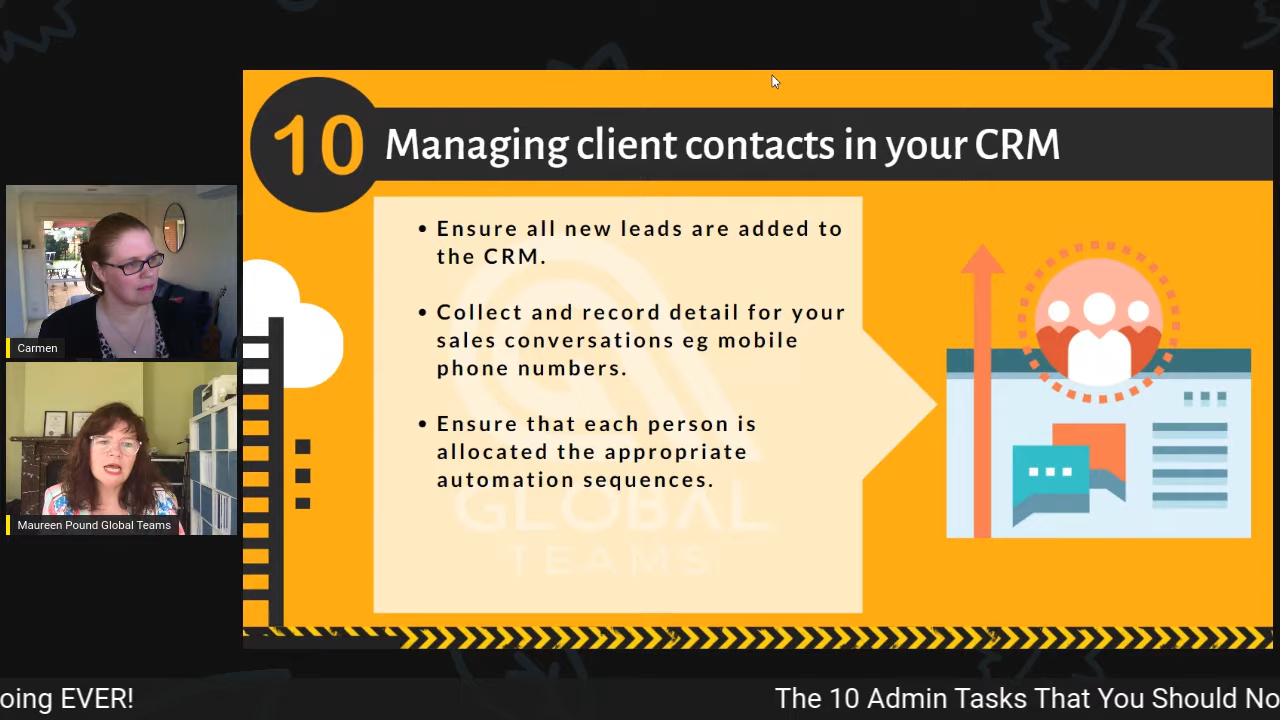 10
Managing client contacts in your CRM
Ensure all new leads are added to
the CRM.
Collect and record detail for your
sales conversations eg mobile
phone numbers.
Ensure that each person is
allocated the appropriate
automation sequences.
GLOBAL
TEAMS
Carmen
Maureen Pound Global Teams
oing EVER!
The 10 Admin Tasks That You Should No